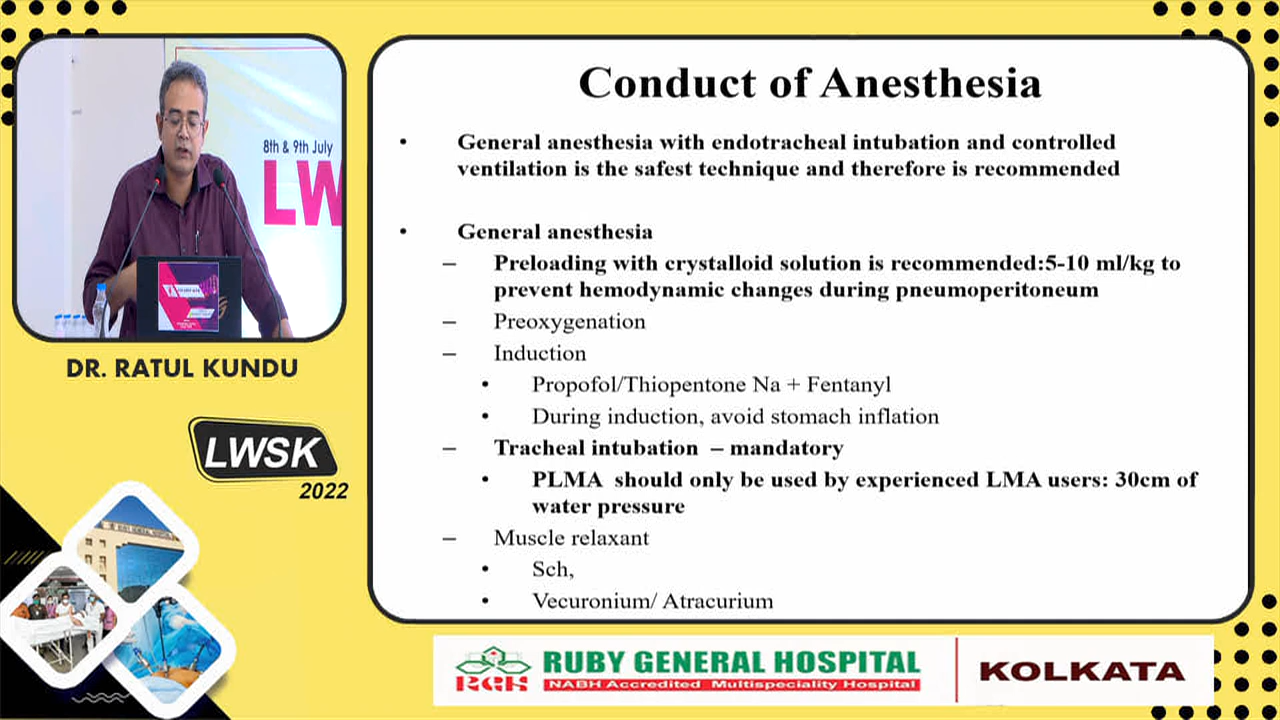 Conduct of Anesthesia
• General anesthesia with endotracheal intubation and controlled
ventilation is the safest technique and therefore is recommended
• General anesthesia
– Preloading with crystalloid solution is recommended:5-10 ml/kg to
prevent hemodynamic changes during pneumoperitoneum
– Preoxygenation
– Induction
• Propofol/Thiopentone Na + Fentanyl
• During induction, avoid stomach inflation
– Tracheal intubation – mandatory
• PLMA should only be used by experienced LMA users: 30cm of
water pressure
– Muscle relaxant
• Sch,
• Vecuronium/ Atracurium
8th & 9th July
LW
DR. RATUL KUNDU
LWSK
2022
RGH
RUBY GENERAL HOSPITAL
NABH Accredited Multispeciality Hospital
KOLKATA